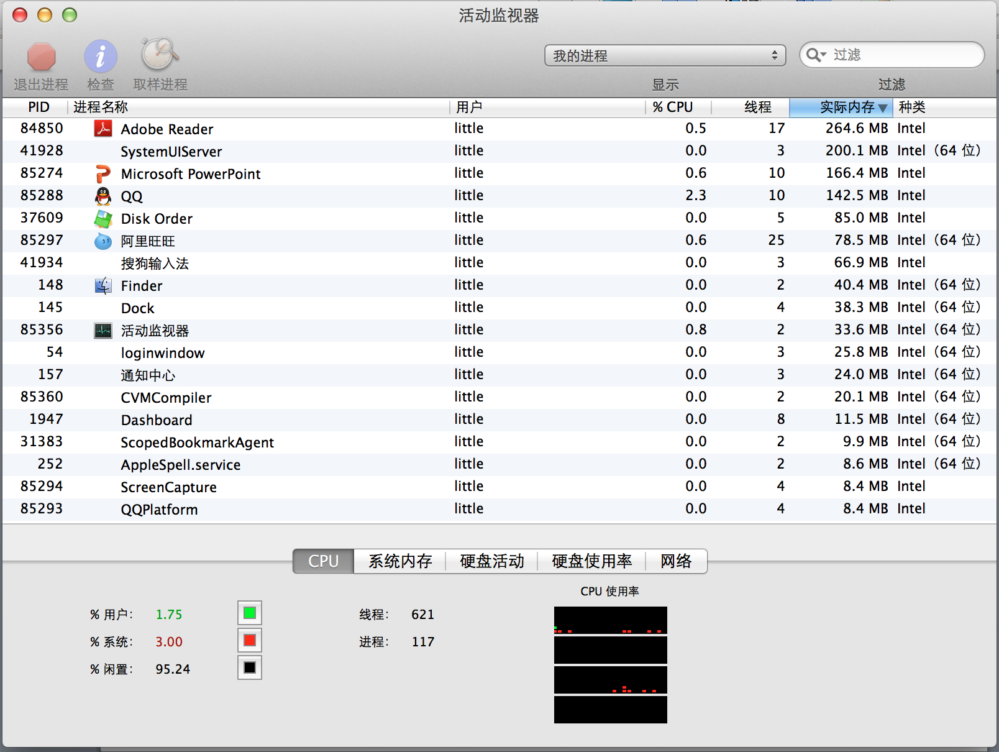 活动监视器
我的进程 过滤
退出进程 检查 取样进程 显示 过滤
PID 进程名称 用户 % CPU 线程 实际内存 种类
84850 Adobe Reader little 0.5 17 264.6 MB Intel
41928 SystemUIServer little 0.0 3 200.1 MB Intel（64 位）
85274 Microsoft PowerPoint little 0.6 10 166.4 MB Intel
85288 QQ little 2.3 10 142.5 MB Intel
37609 Disk Order little 0.0 5 85.0 MB Intel
85297 阿里旺旺 little 0.6 25 78.5 MB Intel（64 位）
41934 搜狗输入法 little 0.0 3 66.9 MB Intel
148 Finder little 0.0 2 40.4 MB Intel（64 位）
145 Dock little 0.0 4 38.3 MB Intel（64 位）
85356 活动监视器 little 0.8 2 33.6 MB Intel（64 位）
54 loginwindow little 0.0 3 25.8 MB Intel（64 位）
157 通知中心 little 0.0 3 24.0 MB Intel（64 位）
85360 CVMCompiler little 0.0 2 20.1 MB Intel（64 位）
1947 Dashboard little 0.0 8 11.5 MB Intel（64 位）
31383 ScopedBookmarkAgent little 0.0 2 9.9 MB Intel（64 位）
252 AppleSpell.service little 0.0 2 8.6 MB Intel（64 位）
85294 ScreenCapture little 0.0 4 8.4 MB Intel
85293 QQPlatform little 0.0 4 8.4 MB Intel
CPU 系统内存 硬盘活动 硬盘使用率 网络
CPU 使用率
% 用户： 1.75 线程： 621
% 系统： 3.00 进程： 117
% 闲置： 95.24